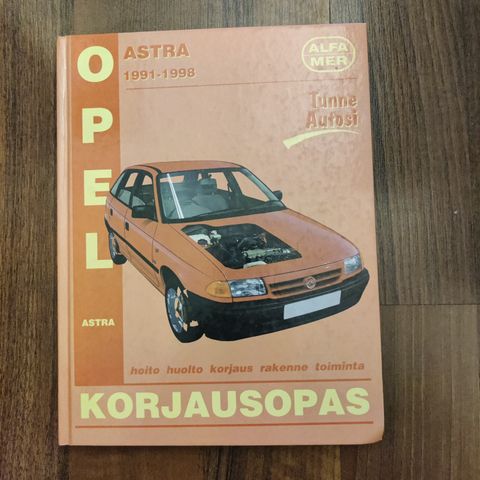 OPEL
ASTRA
1991-1998
ALFA
MER
Tunne
Autosi
ASTRA
hoito huolto korjaus rakenne toiminta
KORJAUSOPAS